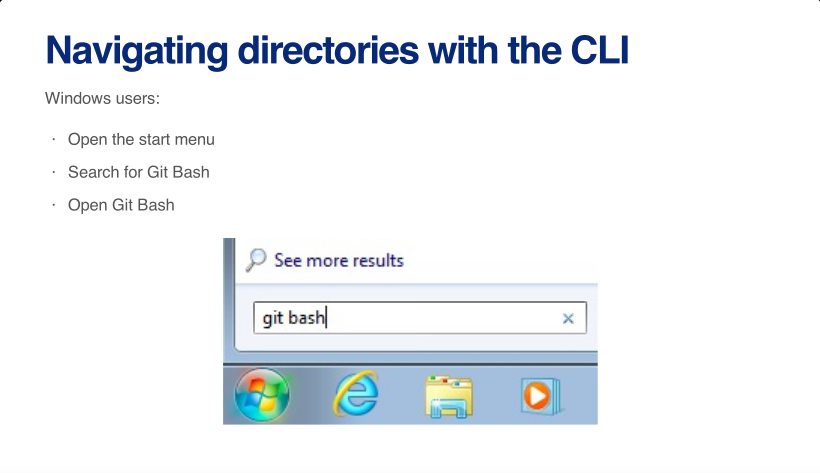 Navigating directories with the CLI
Windows users:
· Open the start menu
· Search for Git Bash
· Open Git Bash
See more results
git bash